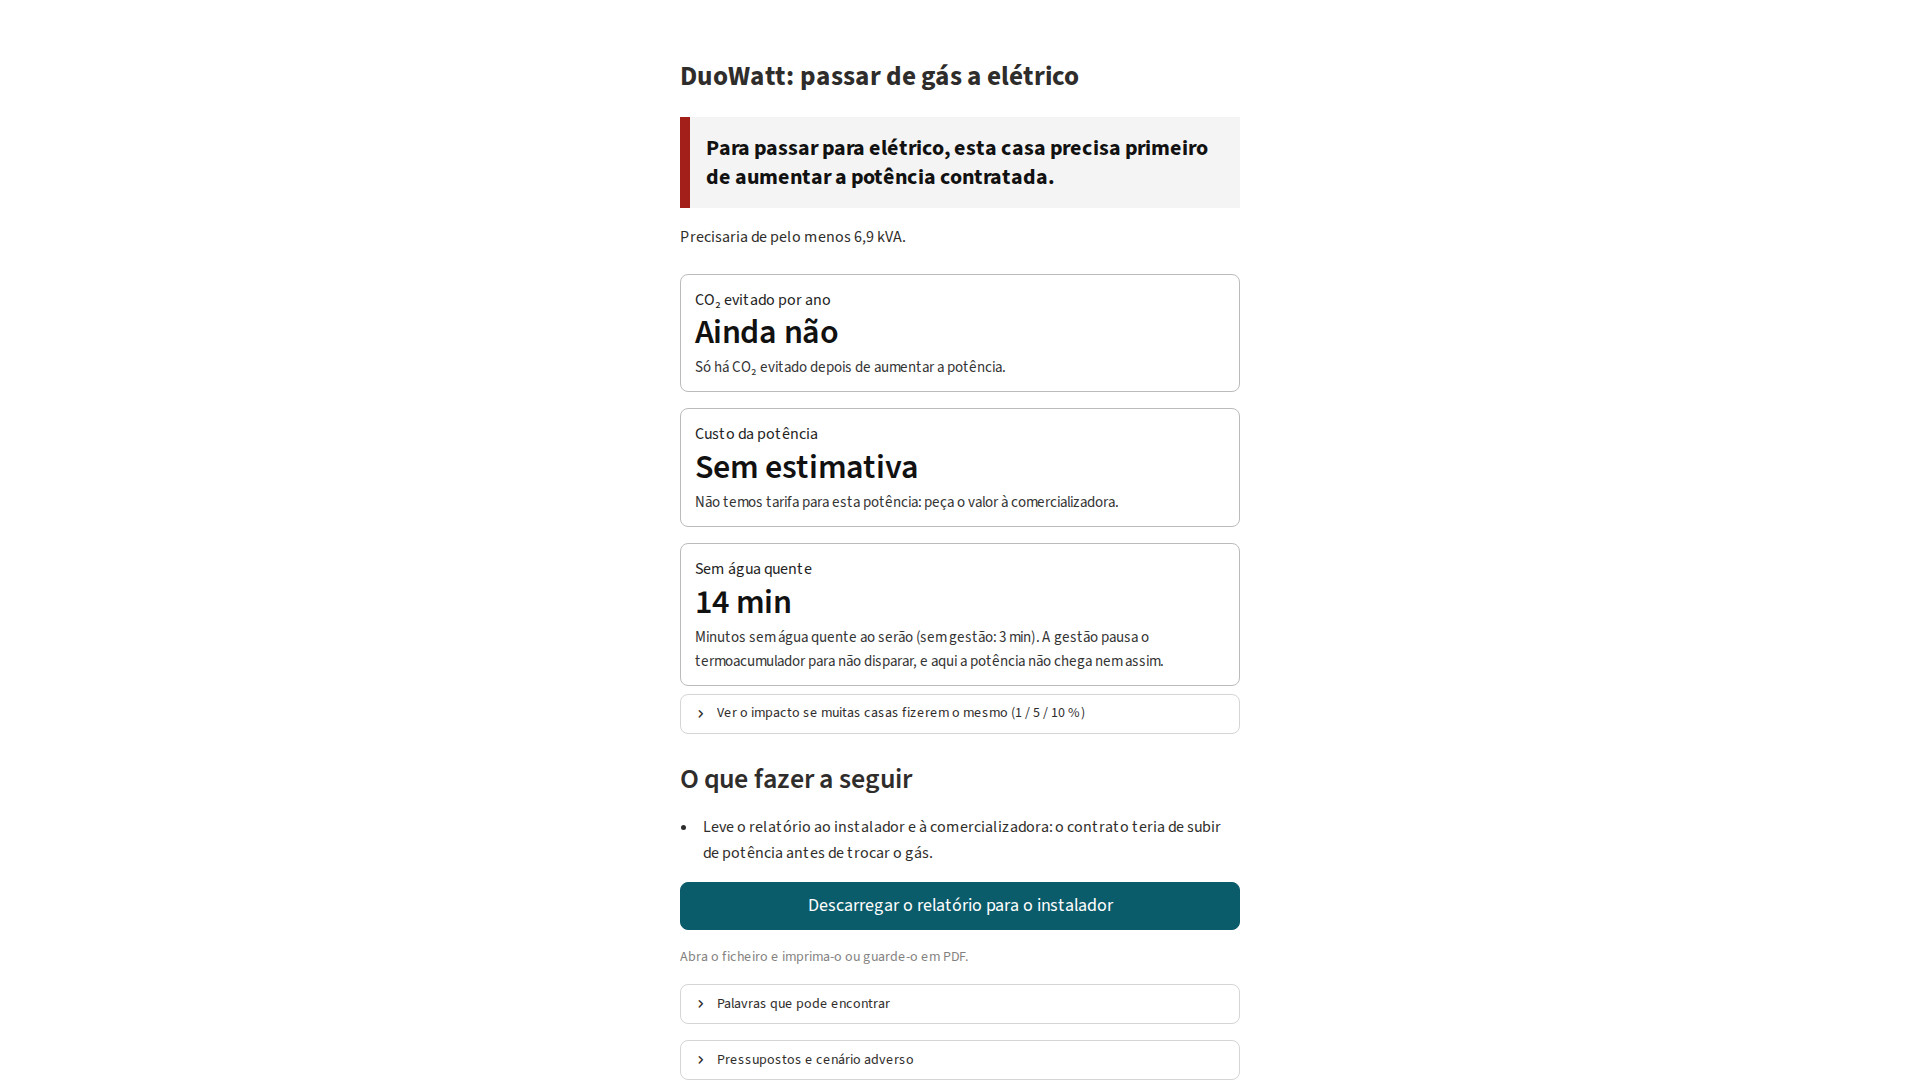 DuoWatt: passar de gás a elétrico
Para passar para elétrico, esta casa precisa primeiro
de aumentar a potência contratada.
Precisaria de pelo menos 6,9 kVA.
CO₂ evitado por ano
Ainda não
Só há CO₂ evitado depois de aumentar a potência.
Custo da potência
Sem estimativa
Não temos tarifa para esta potência: peça o valor à comercializadora.
Sem água quente
14 min
Minutos sem água quente ao serão (sem gestão: 3 min). A gestão pausa o
termoacumulador para não disparar, e aqui a potência não chega nem assim.
Ver o impacto se muitas casas fizerem o mesmo (1 / 5 / 10 %)
O que fazer a seguir
• Leve o relatório ao instalador e à comercializadora: o contrato teria de subir
de potência antes de trocar o gás.
Descarregar o relatório para o instalador
Abra o ficheiro e imprima-o ou guarde-o em PDF.
Palavras que pode encontrar
Pressupostos e cenário adverso